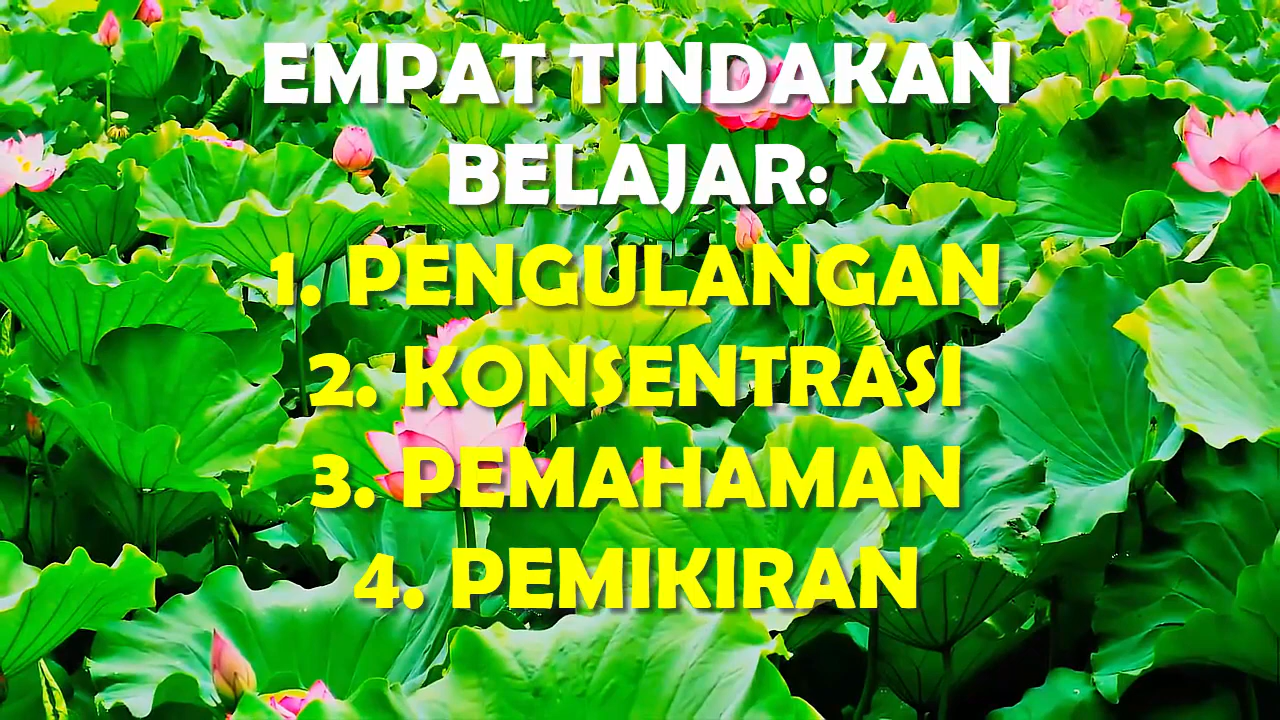 EMPAT TINDAKAN
BELAJAR:
1. PENGULANGAN
2. KONSENTRASI
3. PEMAHAMAN
4. PEMIKIRAN